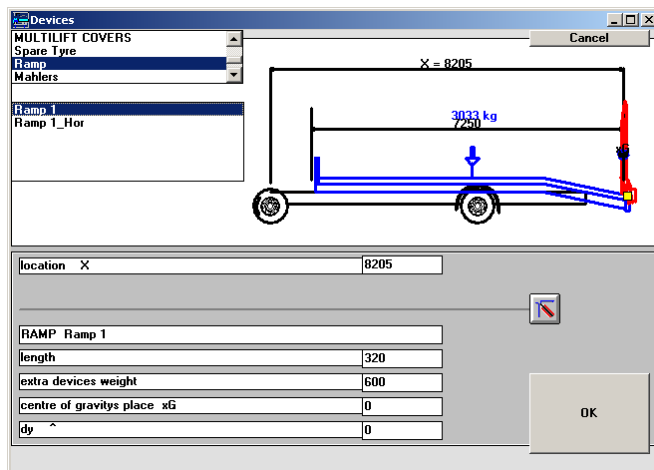 Devices
MULTILIFT COVERS
Spare Tyre
Ramp
Mahlers
Cancel
X = 8205
Ramp 1
Ramp 1_Hor
3033 kg
7250
xG
location X
8205
RAMP Ramp 1
length
320
extra devices weight
600
centre of gravitys place xG
0
dy ^
0
OK